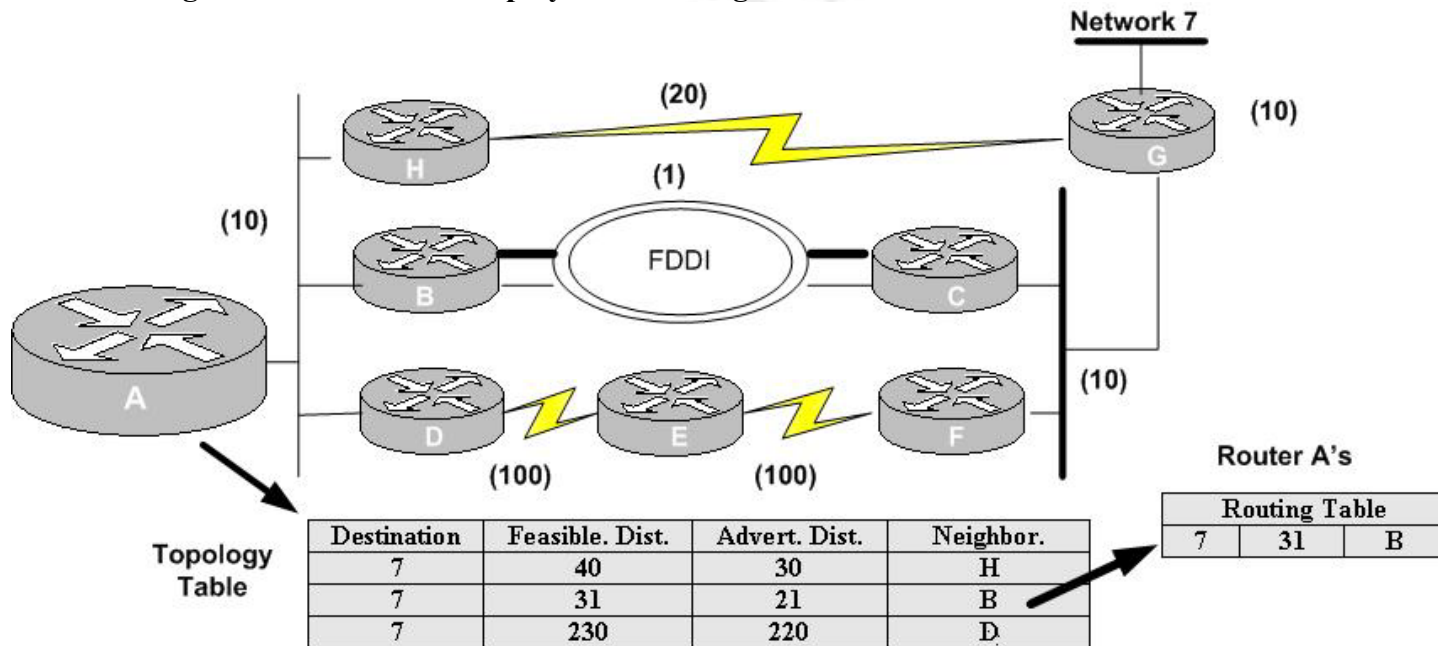 Network 7
(20)
(10)
H
G
(1)
(10)
FDDI
B
C
A
(10)
D
E
F
(100)
(100)
Router A's
Routing Table
7 31 B
Topology
Table
Destination Feasible. Dist. Advert. Dist. Neighbor.
7 40 30 H
7 31 21 B
7 230 220 D